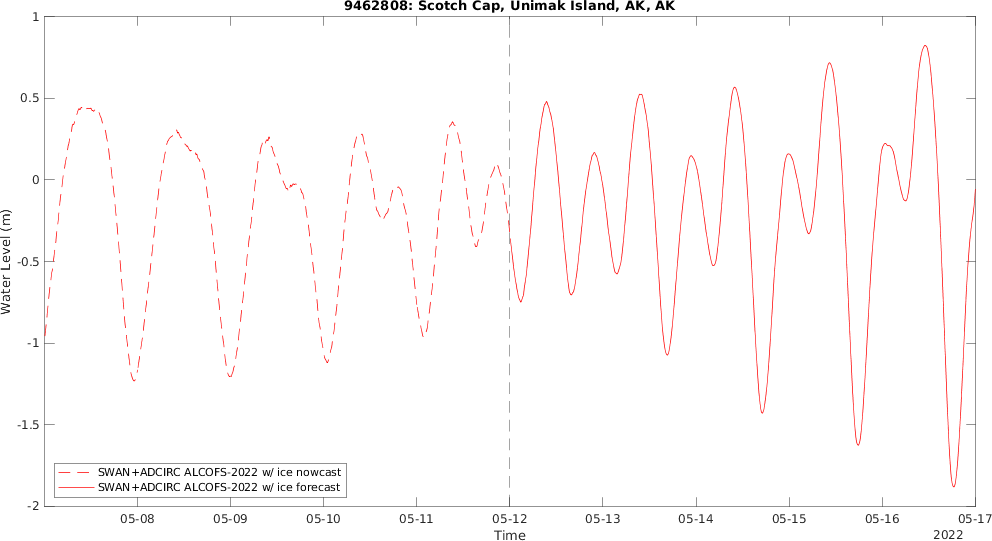 9462808: Scotch Cap, Unimak Island, AK, AK
1
0.5
0
-0.5
-1
-1.5
-2
Water Level (m)
SWAN+ADCIRC ALCOFS-2022 w/ ice nowcast
SWAN+ADCIRC ALCOFS-2022 w/ ice forecast
05-08 05-09 05-10 05-11 05-12 05-13 05-14 05-15 05-16 05-17
Time
2022